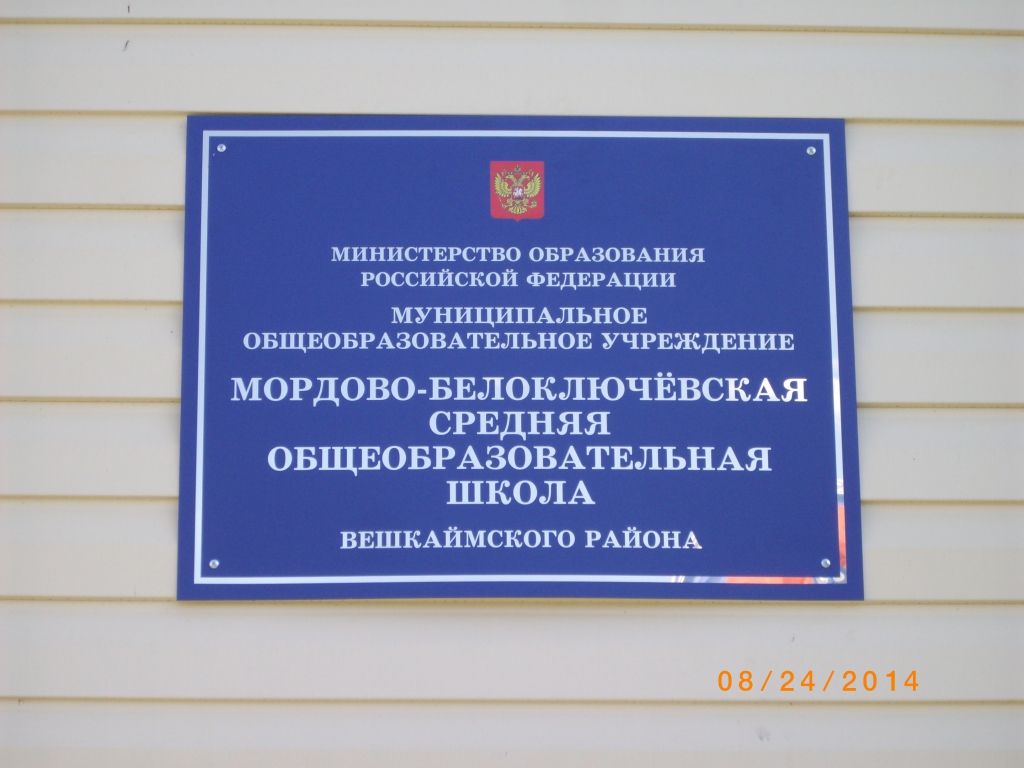 МИНИСТЕРСТВО ОБРАЗОВАНИЯ
РОССИЙСКОЙ ФЕДЕРАЦИИ
МУНИЦИПАЛЬНОЕ
ОБЩЕОБРАЗОВАТЕЛЬНОЕ УЧРЕЖДЕНИЕ
МОРДОВО-БЕЛОКЛЮЧЁВСКАЯ
СРЕДНЯЯ
ОБЩЕОБРАЗОВАТЕЛЬНАЯ
ШКОЛА
ВЕШКАЙМСКОГО РАЙОНА
08/24/2014